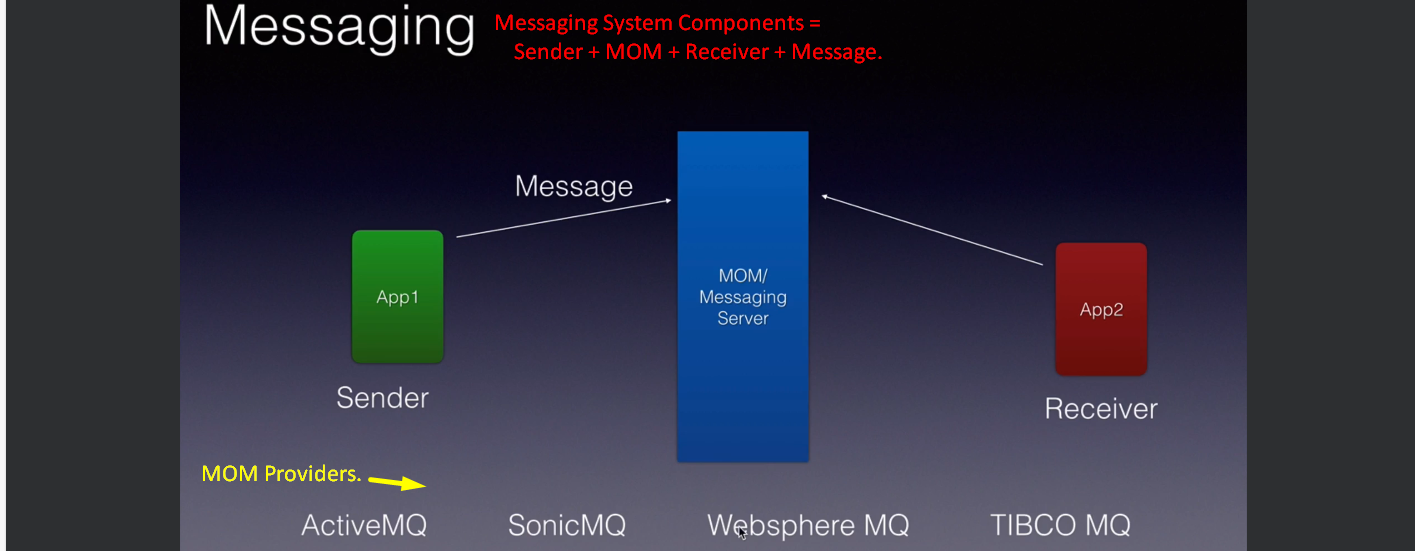 Messaging
Messaging System Components =
Sender + MOM + Receiver + Message.
Message
App1
MOM/
Messaging
Server
App2
Sender
Receiver
MOM Providers.
ActiveMQ
SonicMQ
Websphere MQ
TIBCO MQ